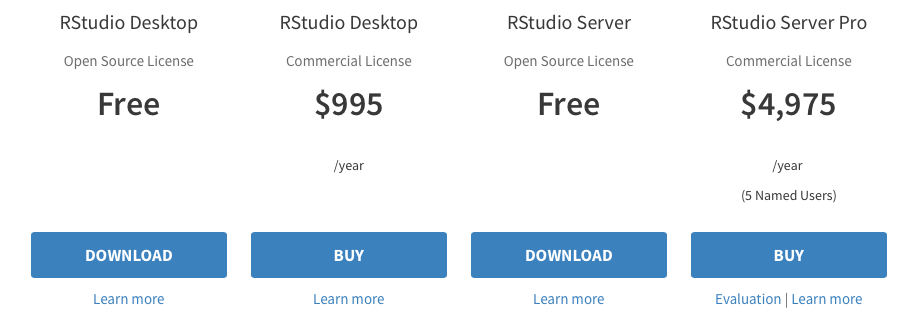 RStudio Desktop
Open Source License
Free
DOWNLOAD
Learn more
RStudio Desktop
Commercial License
$995
/year
BUY
Learn more
RStudio Server
Open Source License
Free
DOWNLOAD
Learn more
RStudio Server Pro
Commercial License
$4,975
/year
(5 Named Users)
BUY
Evaluation | Learn more